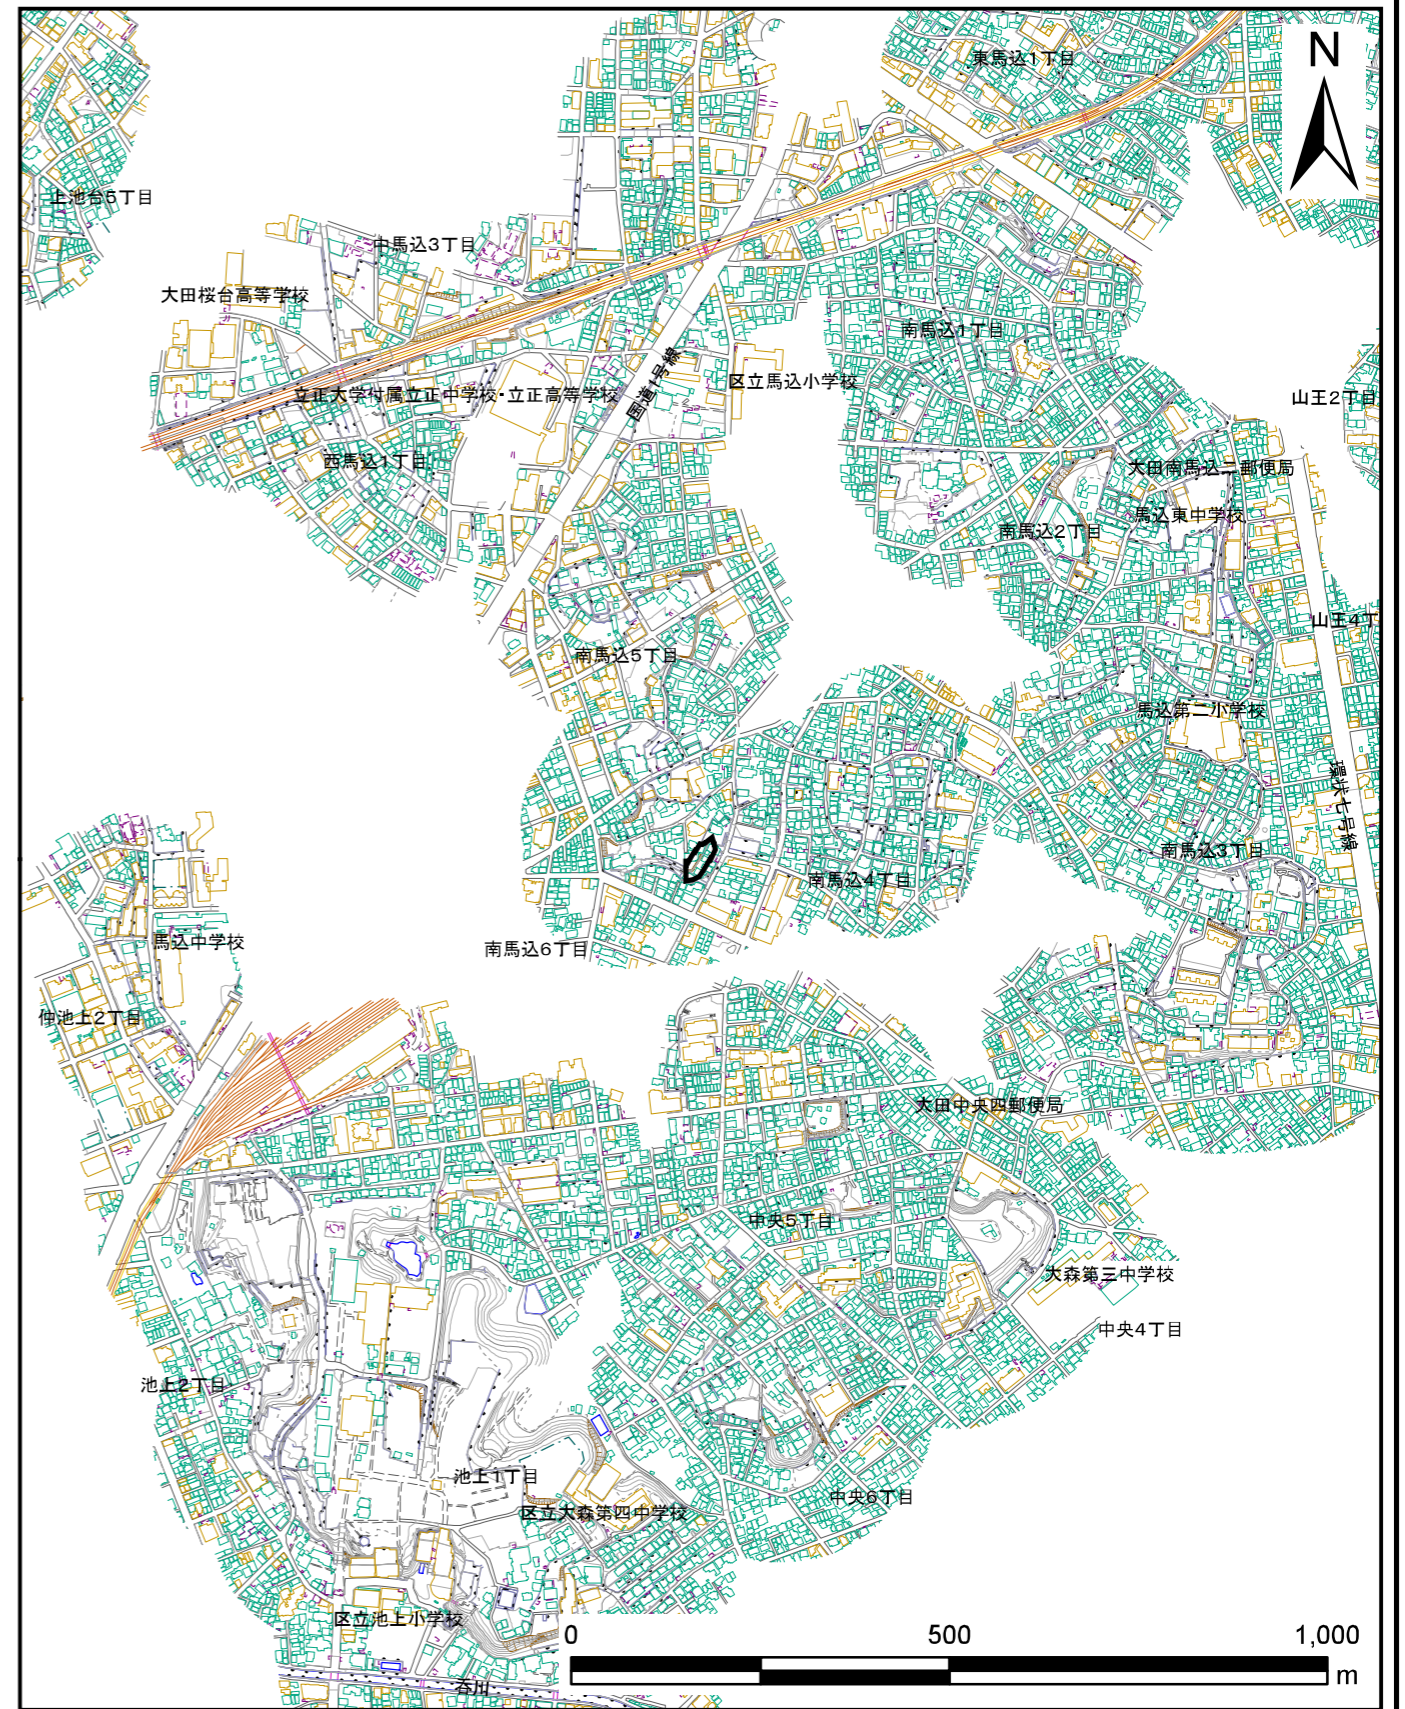 東馬込1丁目
N
上池台5丁目
中馬込3丁目
大田桜台高等学校
南馬込1丁目
国道1号線
区立馬込小学校
立正大学付属立正中学校・立正高等学校
山王2丁目
西馬込1丁目
大田南馬込二郵便局
馬込東中学校
南馬込2丁目
山王4丁
南馬込5丁目
馬込第二小学校
環状七号線
南馬込3丁目
南馬込4丁目
馬込中学校
南馬込6丁目
仲池上2丁目
大田中央四郵便局
中央5丁目
大森第三中学校
中央4丁目
池上2丁目
池上1丁目
中央6丁目
区立大森第四中学校
区立池上小学校
0 500 1,000
m
呑川